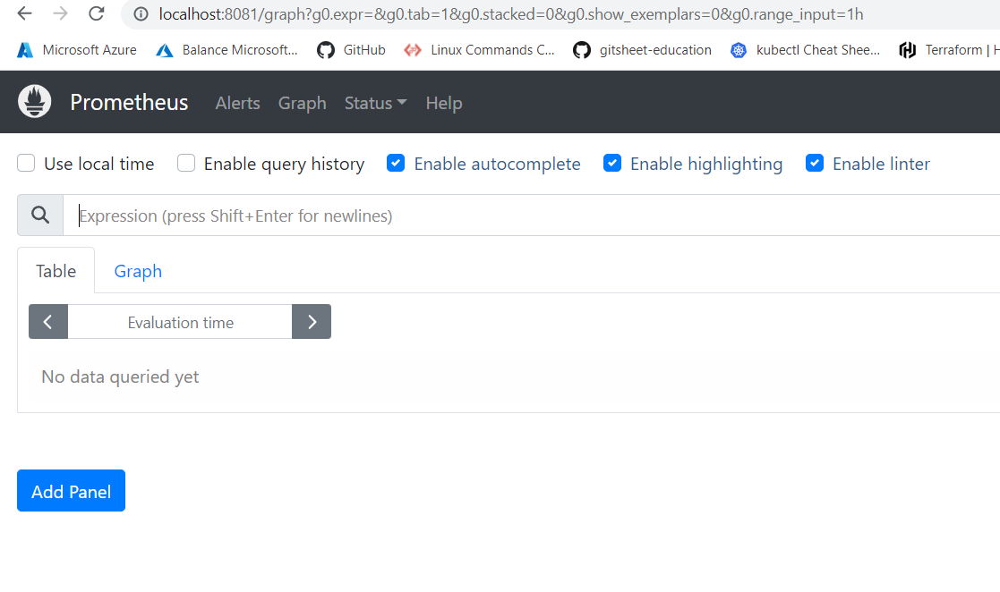 localhost:8081/graph?g0.expr=&g0.tab=1&g0.stacked=0&g0.show_exemplars=0&g0.range_input=1h
Microsoft Azure Balance Microsoft... GitHub Linux Commands C... gitsheet-education kubectl Cheat Shee... Terraform | H
Prometheus Alerts Graph Status Help
Use local time Enable query history Enable autocomplete Enable highlighting Enable linter
Expression (press Shift+Enter for newlines)
Table Graph
Evaluation time
No data queried yet
Add Panel